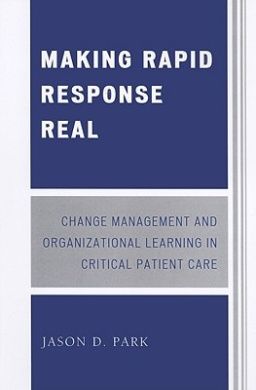 MAKING RAPID
RESPONSE
REAL
CHANGE MANAGEMENT AND
ORGANIZATIONAL LEARNING IN
CRITICAL PATIENT CARE
JASON D. PARK